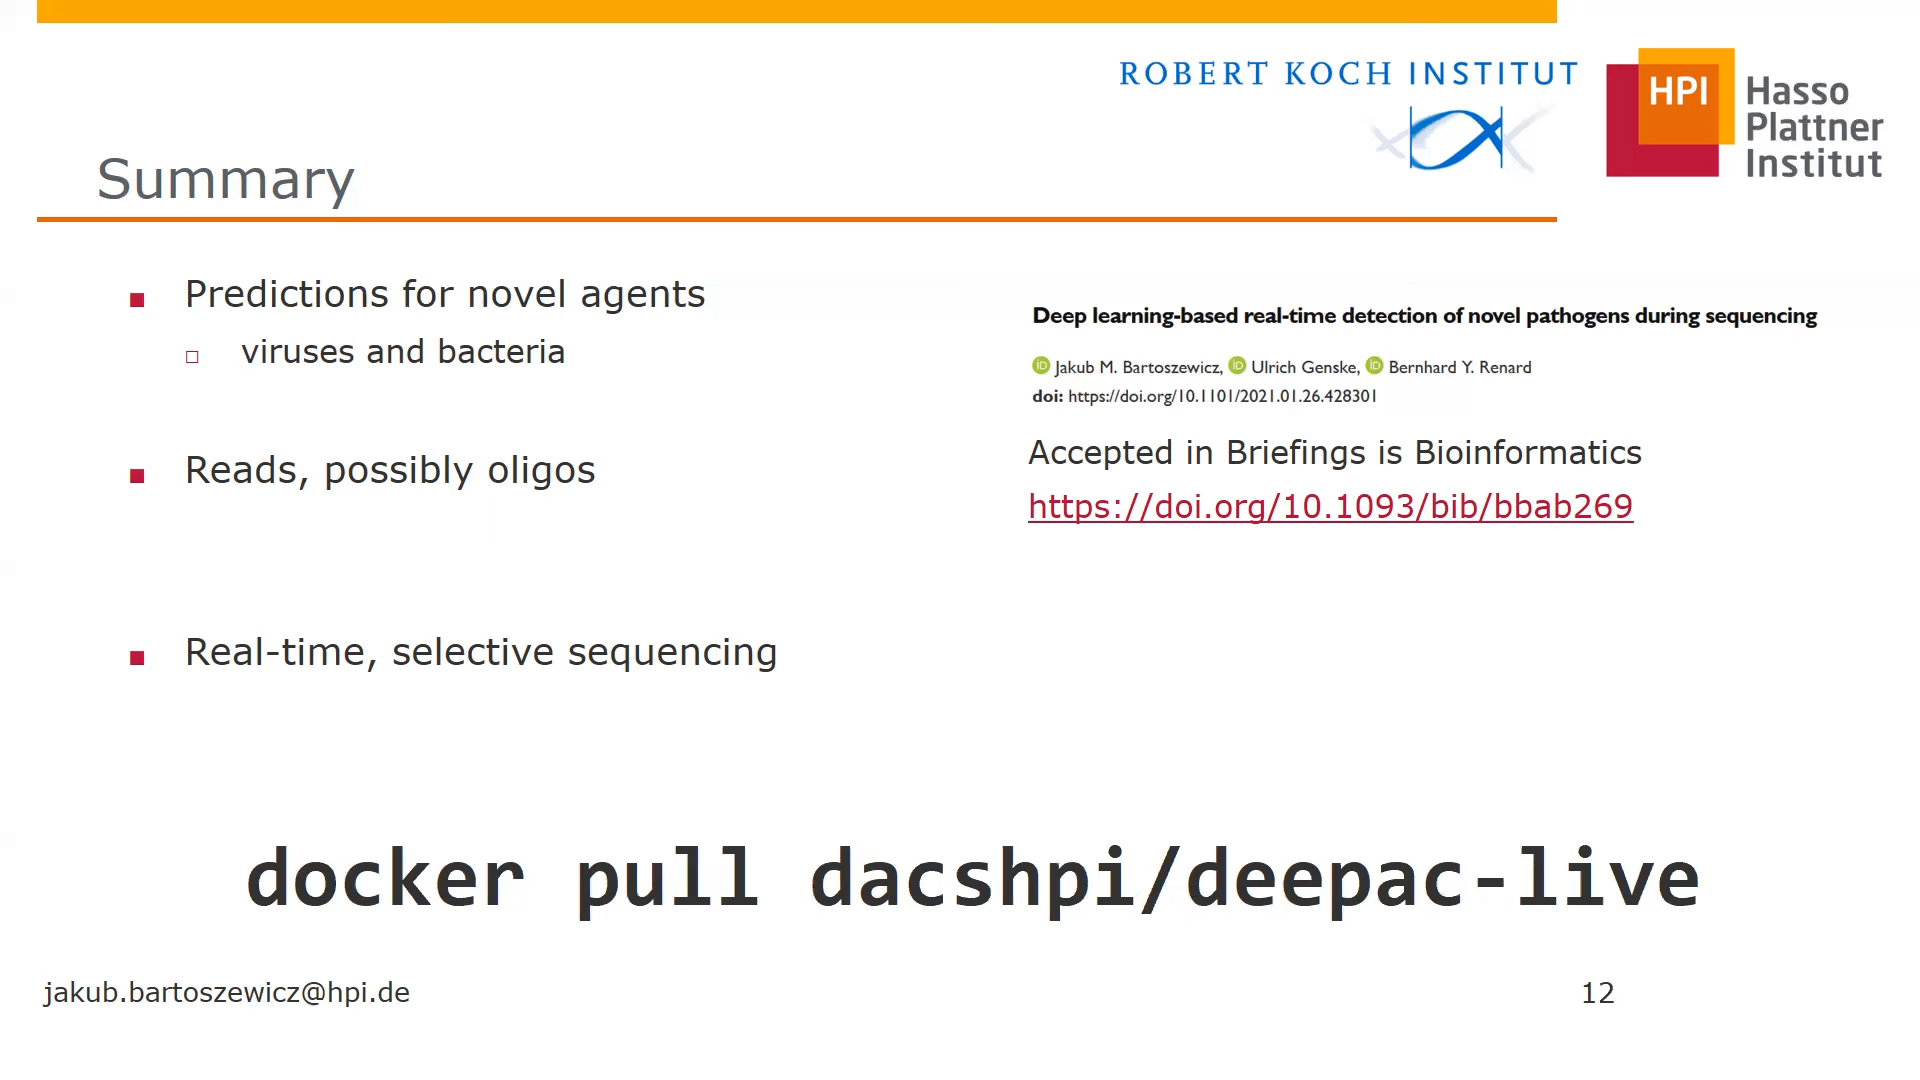 ROBERT KOCH INSTITUT
HPI Hasso
Plattner
Institut
Summary
Predictions for novel agents
viruses and bacteria
Reads, possibly oligos
Real-time, selective sequencing
Deep learning-based real-time detection of novel pathogens during sequencing
iD Jakub M. Bartoszewicz, iD Ulrich Genske, iD Bernhard Y. Renard
doi: https://doi.org/10.1101/2021.01.26.428301
Accepted in Briefings is Bioinformatics
https://doi.org/10.1093/bib/bbab269
docker pull dacshpi/deepac-live
jakub.bartoszewicz@hpi.de
12